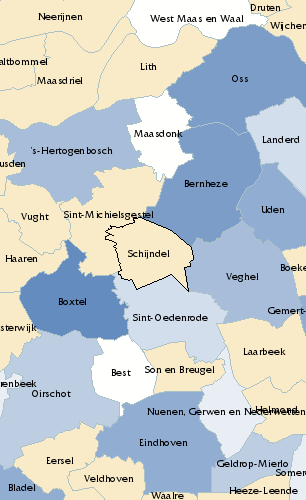 Druten
Neerijnen
West Maas en Waal
Wijchen
altbommel
Lith
Maasdriel
Oss
Maasdonk
Landerd
's-Hertogenbosch
usden
Bernheze
Vught
Sint-Michielsgestel
Uden
Haaren
Schijndel
Boeke
Veghel
Boxtel
Gemert-
Sint-Oedenrode
sterwijk
Laarbeek
Best
Son en Breugel
renbeek
Oirschot
Nuenen, Gerwen en Nederwetten
Helmond
Eindhoven
Eersel
Geldrop-Mierlo
Somer
Veldhoven
Bladel
Waalre
Heeze-Leende